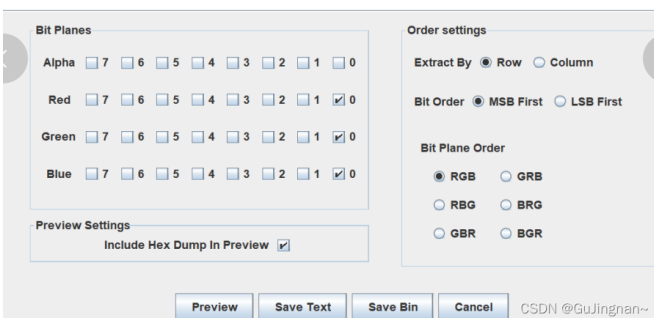 Bit Planes
Alpha 7 6 5 4 3 2 1 0
Red 7 6 5 4 3 2 1 0
Green 7 6 5 4 3 2 1 0
Blue 7 6 5 4 3 2 1 0
Preview Settings
Include Hex Dump In Preview
Order settings
Extract By Row Column
Bit Order MSB First LSB First
Bit Plane Order
RGB GRB
RBG BRG
GBR BGR
Preview Save Text Save Bin Cancel
CSDN @GuJingnan~